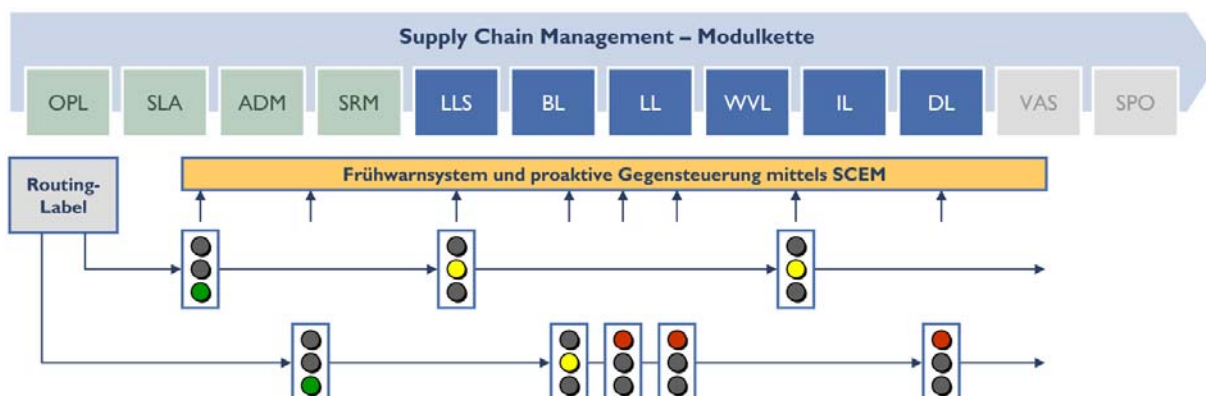 Supply Chain Management – Modulkette
OPL SLA ADM SRM LLS BL LL WVL IL DL VAS SPO
Routing-
Label
Frühwarnsystem und proaktive Gegensteuerung mittels SCEM